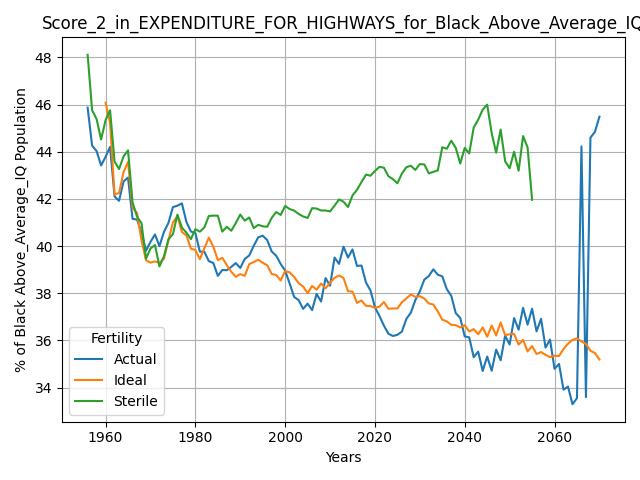 Score_2_in_EXPENDITURE_FOR_HIGHWAYS_for_Black_Above_Average_IQ
% of Black Above_Average_IQ Population
48
46
44
42
40
38
36
34
Fertility
Actual
Ideal
Sterile
1960 1980 2000 2020 2040 2060
Years